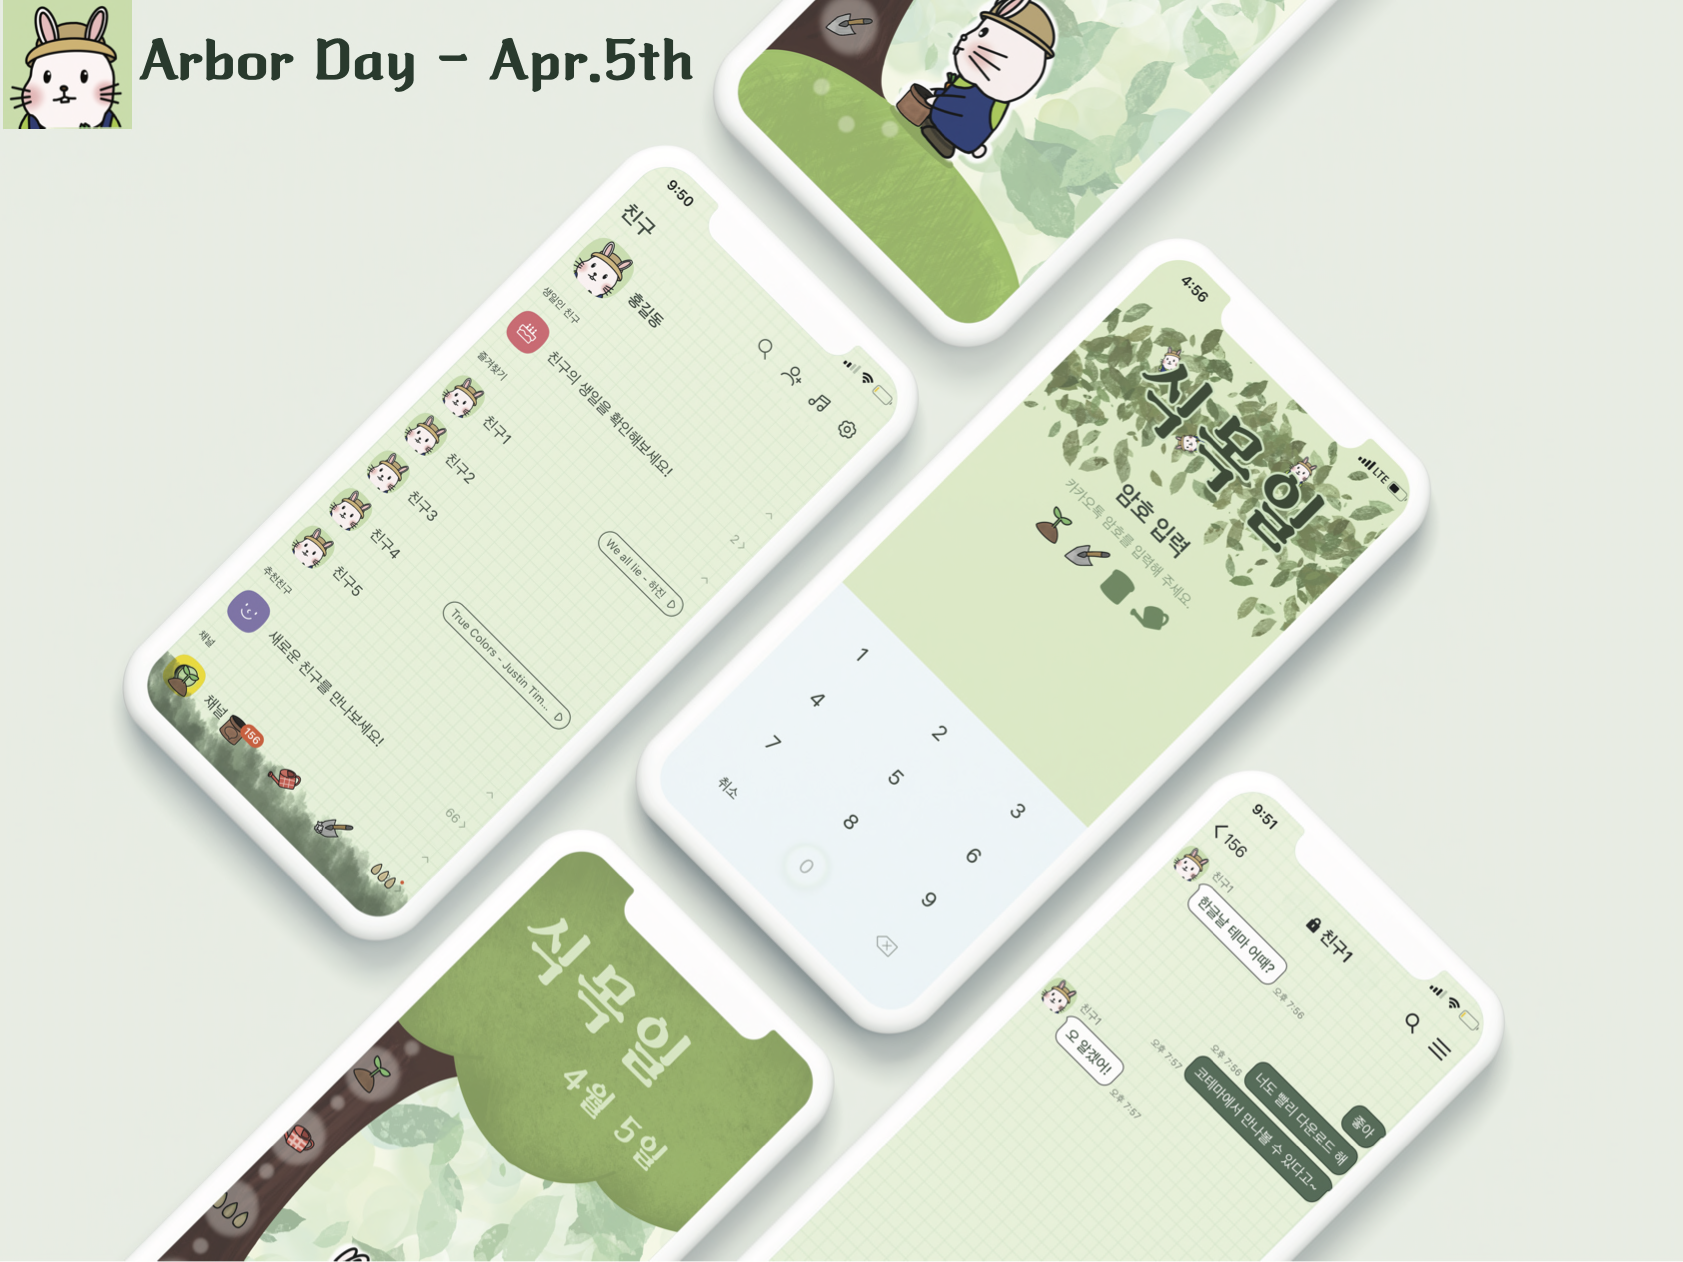 Arbor Day - Apr.5th
9:50
친구
홍길동
생일인 친구
친구의 생일을 확인해보세요!
즐겨찾기
2 >
친구1
친구2
We all lie - 하진
친구3
친구4
친구5
True Colors - Justin Tim...
추천친구
새로운 친구를 만나보세요!
66 >
채널
채널
156
4:56
LTE
식목일
암호 입력
카카오톡 암호를 입력해 주세요.
1 2 3
4 5 6
7 8 9
취소 0
식목일
4월 5일
9:51
156
친구1
친구1
한글날 테마 어때?
오후 7:56
좋아
너도 빨리 다운로드 해
오후 7:56
코테마에서 만나볼 수 있다고~
오후 7:57
친구1
오 알겠어!
오후 7:57